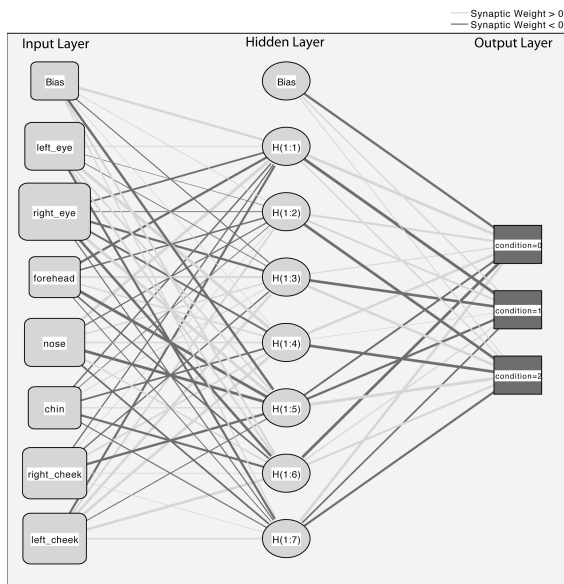 Synaptic Weight > 0
Synaptic Weight < 0
Input Layer
Hidden Layer
Output Layer
Bias
left_eye
right_eye
forehead
nose
chin
right_cheek
left_cheek
Bias
H(1:1)
H(1:2)
H(1:3)
H(1:4)
H(1:5)
H(1:6)
H(1:7)
condition=0
condition=1
condition=2